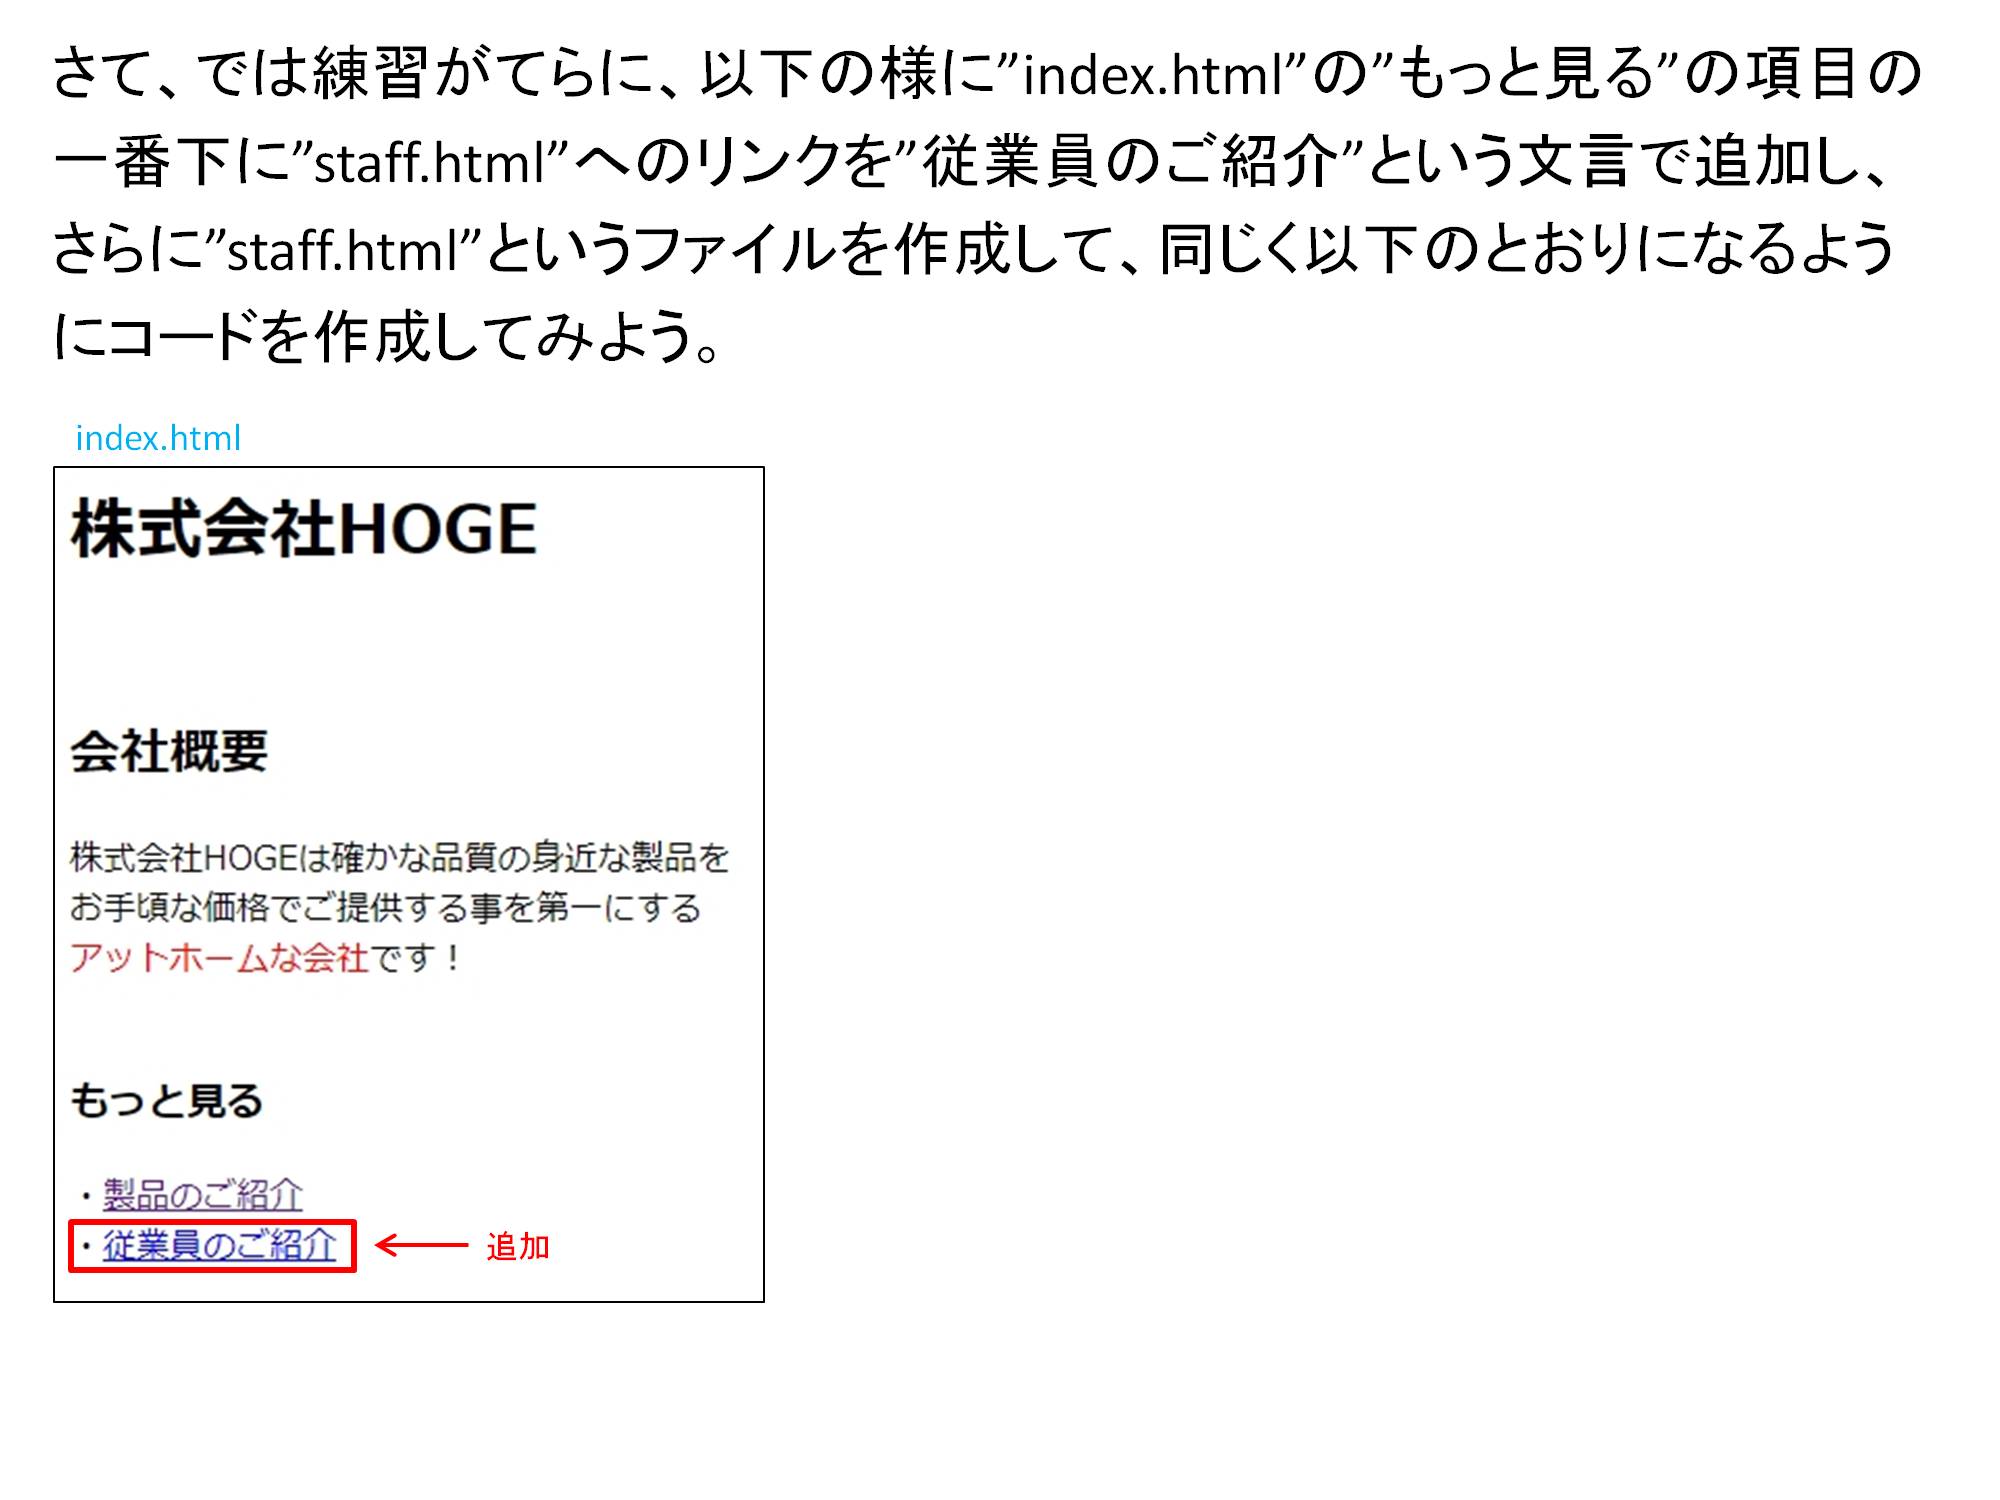 さて、では練習がてらに、以下の様に”index.html”の”もっと見る”の項目の
一番下に”staff.html”へのリンクを”従業員のご紹介”という文言で追加し、
さらに”staff.html”というファイルを作成して、同じく以下のとおりになるよう
にコードを作成してみよう。
index.html
株式会社HOGE
会社概要
株式会社HOGEは確かな品質の身近な製品を
お手頃な価格でご提供する事を第一にする
アットホームな会社です！
もっと見る
・製品のご紹介
・従業員のご紹介 追加